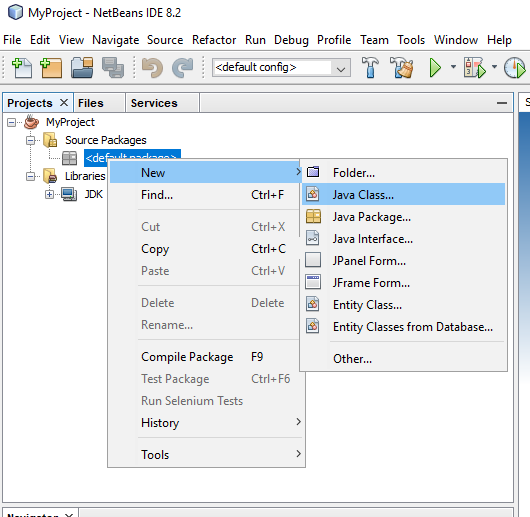 MyProject - NetBeans IDE 8.2
File Edit View Navigate Source Refactor Run Debug Profile Team Tools Window Help
<default config>
Projects Files Services
MyProject
Source Packages
<default package>
Libraries
JDK
New
Find... Ctrl+F
Cut Ctrl+X
Copy Ctrl+C
Paste Ctrl+V
Delete Delete
Rename...
Compile Package F9
Test Package Ctrl+F6
Run Selenium Tests
History
Tools
Folder...
Java Class...
Java Package...
Java Interface...
JPanel Form...
JFrame Form...
Entity Class...
Entity Classes from Database...
Other...